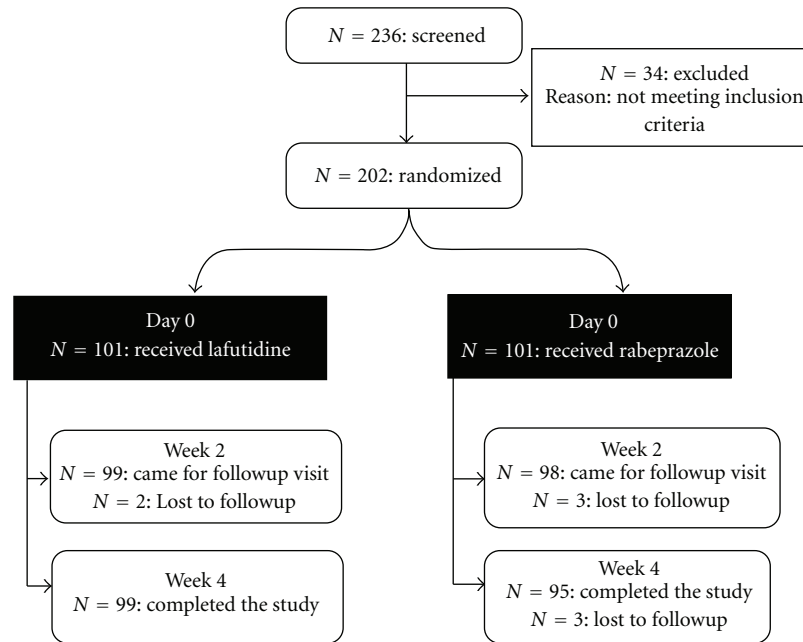 N = 236: screened
N = 34: excluded
Reason: not meeting inclusion
criteria
N = 202: randomized
Day 0
N = 101: received lafutidine
Day 0
N = 101: received rabeprazole
Week 2
N = 99: came for followup visit
N = 2: Lost to followup
Week 2
N = 98: came for followup visit
N = 3: lost to followup
Week 4
N = 99: completed the study
Week 4
N = 95: completed the study
N = 3: lost to followup